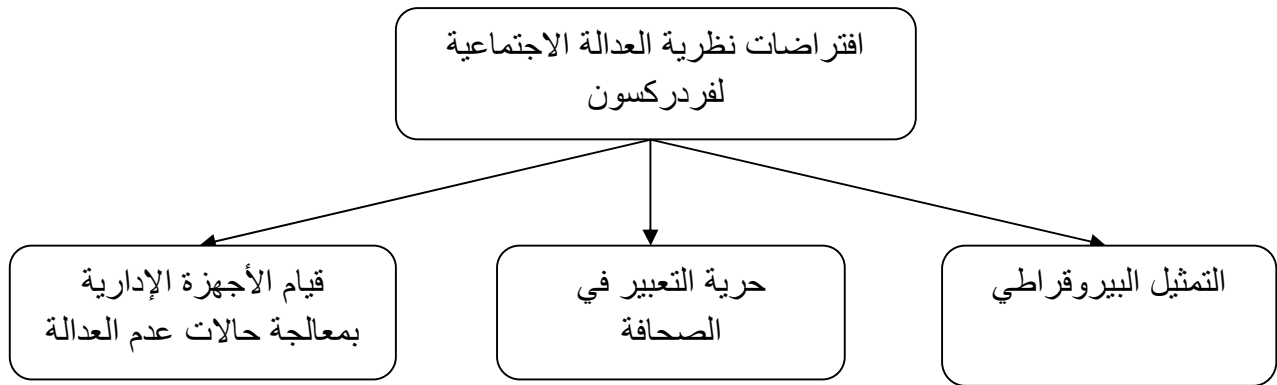 افتراضات نظرية العدالة الاجتماعية
لفردركسون
التمثيل البيروقراطي
حرية التعبير في
الصحافة
قيام الأجهزة الإدارية
بمعالجة حالات عدم العدالة